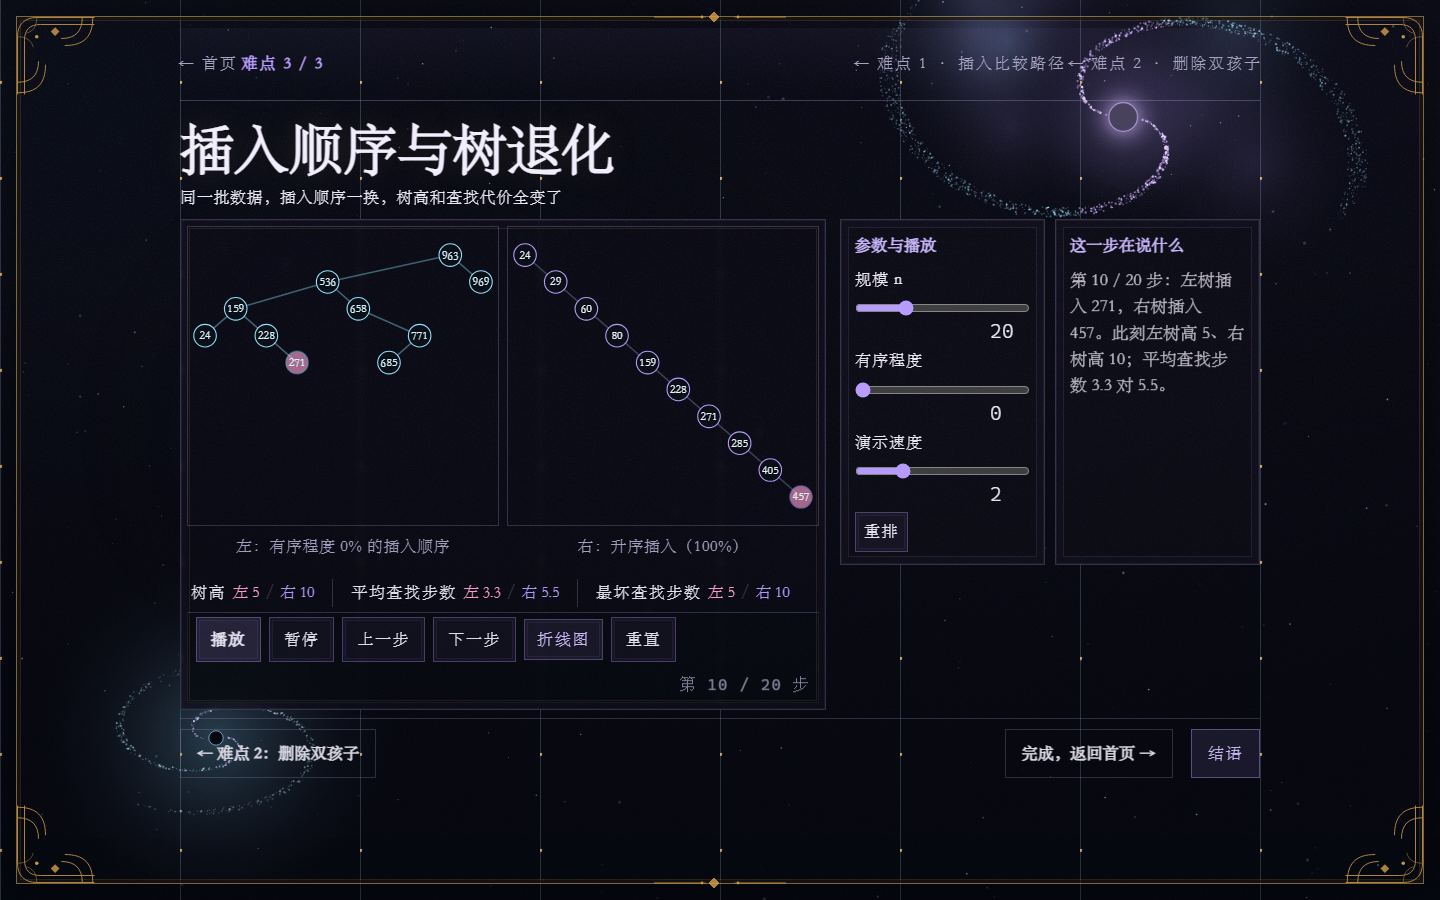 ← 首页 难点 3 / 3
← 难点 1 · 插入比较路径 ← 难点 2 · 删除双孩子
插入顺序与树退化
同一批数据，插入顺序一换，树高和查找代价全变了
963
536
969
159
658
24
228
771
271
685
24
29
60
80
159
228
271
285
405
457
左：有序程度 0% 的插入顺序
右：升序插入（100%）
树高 左 5 / 右 10
平均查找步数 左 3.3 / 右 5.5
最坏查找步数 左 5 / 右 10
播放 暂停 上一步 下一步 折线图 重置
第 10 / 20 步
参数与播放
规模 n
20
有序程度
0
演示速度
2
重排
这一步在说什么
第 10 / 20 步：左树插
入 271，右树插入
457。此刻左树高 5、右
树高 10；平均查找步
数 3.3 对 5.5。
← 难点 2：删除双孩子
完成，返回首页 →
结语